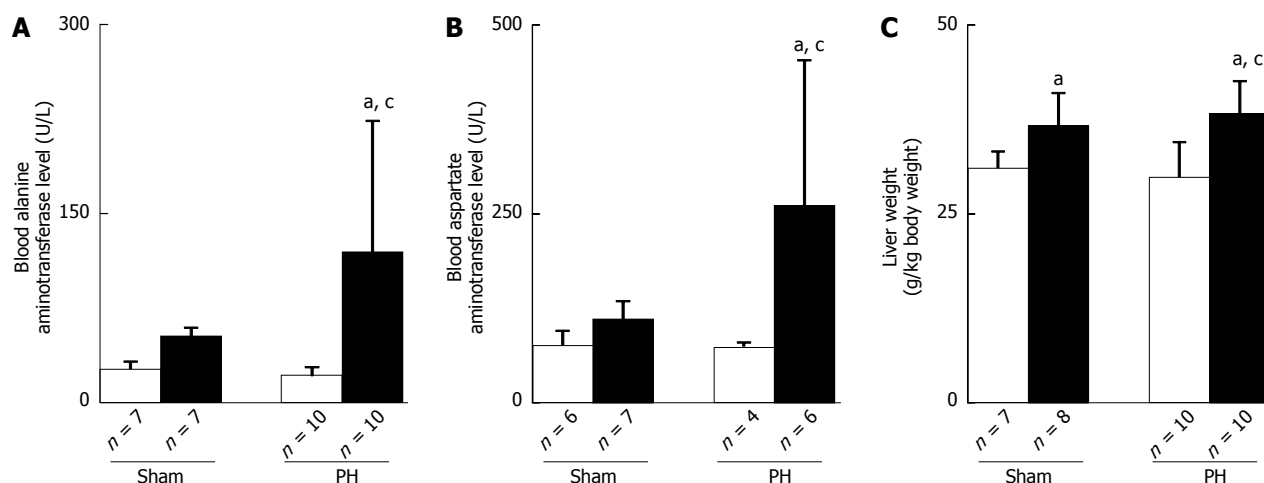 A
Blood alanine
aminotransferase level (U/L)
300
150
0
a, c
n = 7
n = 7
n = 10
n = 10
Sham
PH
B
Blood aspartate
aminotransferase level (U/L)
500
250
0
a, c
n = 6
n = 7
n = 4
n = 6
Sham
PH
C
Liver weight
(g/kg body weight)
50
25
0
a
a, c
n = 7
n = 8
n = 10
n = 10
Sham
PH